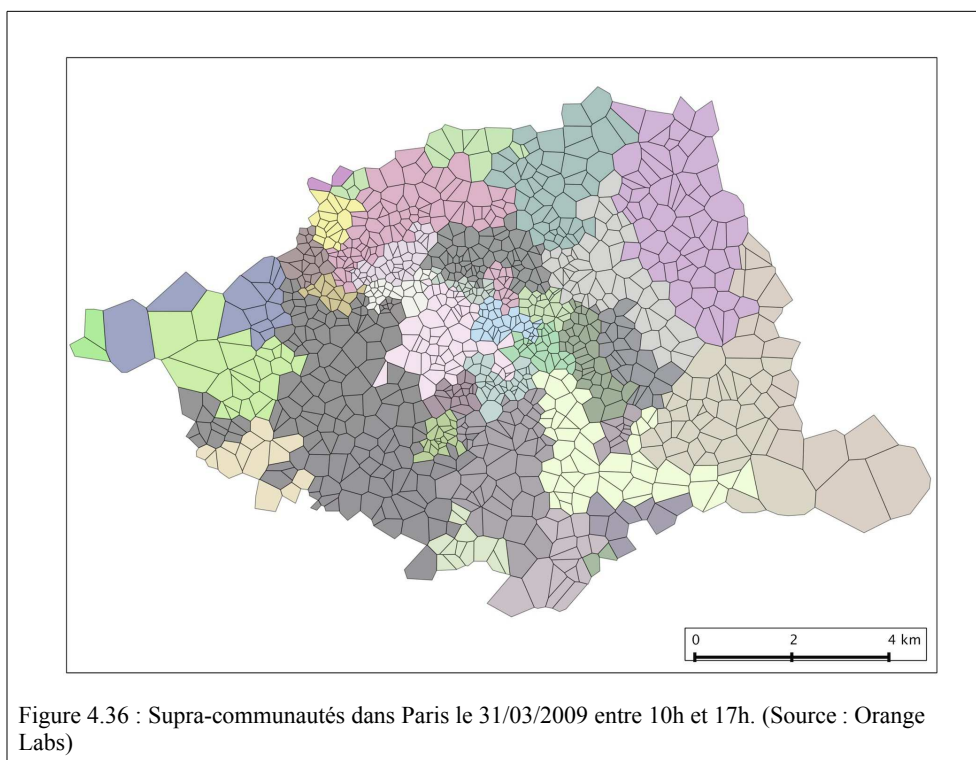 0 2 4 km
Figure 4.36 : Supra-communautés dans Paris le 31/03/2009 entre 10h et 17h. (Source : Orange
Labs)